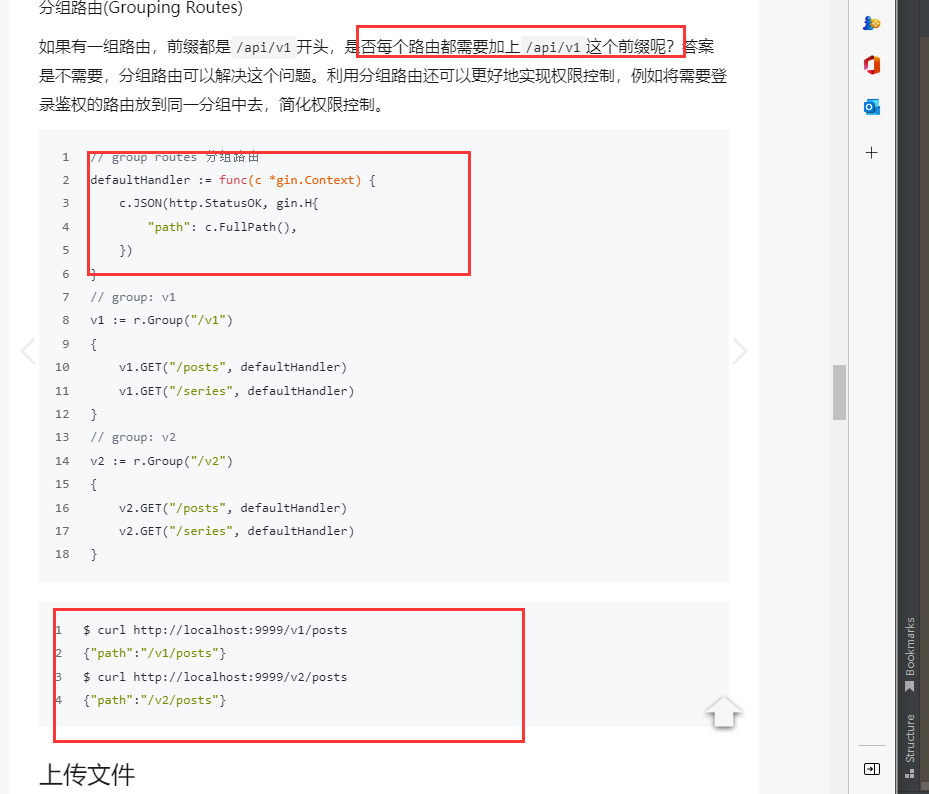 分组路由(Grouping Routes)
如果有一组路由，前缀都是 /api/v1 开头，是否每个路由都需要加上 /api/v1 这个前缀呢？答案
是不需要，分组路由可以解决这个问题。利用分组路由还可以更好地实现权限控制，例如将需要登
录鉴权的路由放到同一分组中去，简化权限控制。
1 // group routes 分组路由
2 defaultHandler := func(c *gin.Context) {
3     c.JSON(http.StatusOK, gin.H{
4         "path": c.FullPath(),
5     })
6 }
7 // group: v1
8 v1 := r.Group("/v1")
9 {
10     v1.GET("/posts", defaultHandler)
11     v1.GET("/series", defaultHandler)
12 }
13 // group: v2
14 v2 := r.Group("/v2")
15 {
16     v2.GET("/posts", defaultHandler)
17     v2.GET("/series", defaultHandler)
18 }
1 $ curl http://localhost:9999/v1/posts
2 {"path":"/v1/posts"}
3 $ curl http://localhost:9999/v2/posts
4 {"path":"/v2/posts"}
上传文件
Bookmarks
Structure